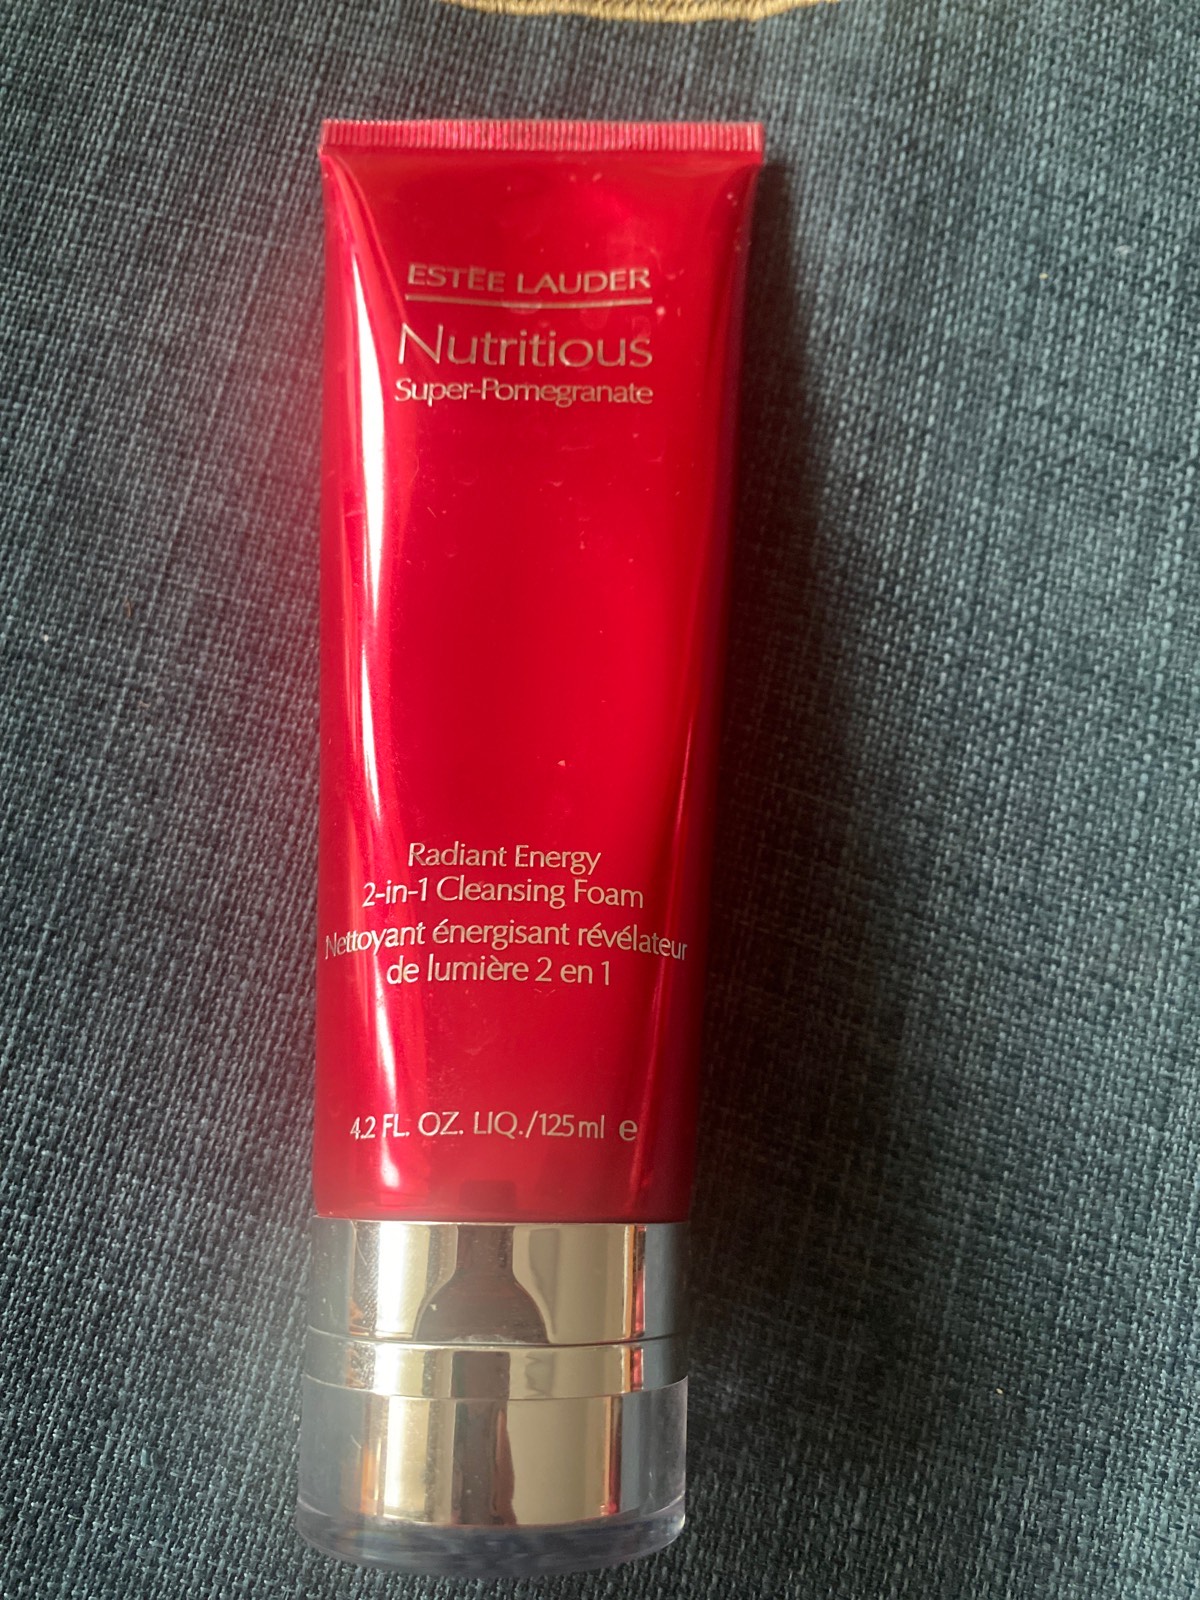 ESTĒE LAUDER
Nutritious
Super-Pomegranate
Radiant Energy
2-in-1 Cleansing Foam
Nettoyant énergisant révélateur
de lumière 2 en 1
4.2 FL. OZ. LIQ./125ml ℮